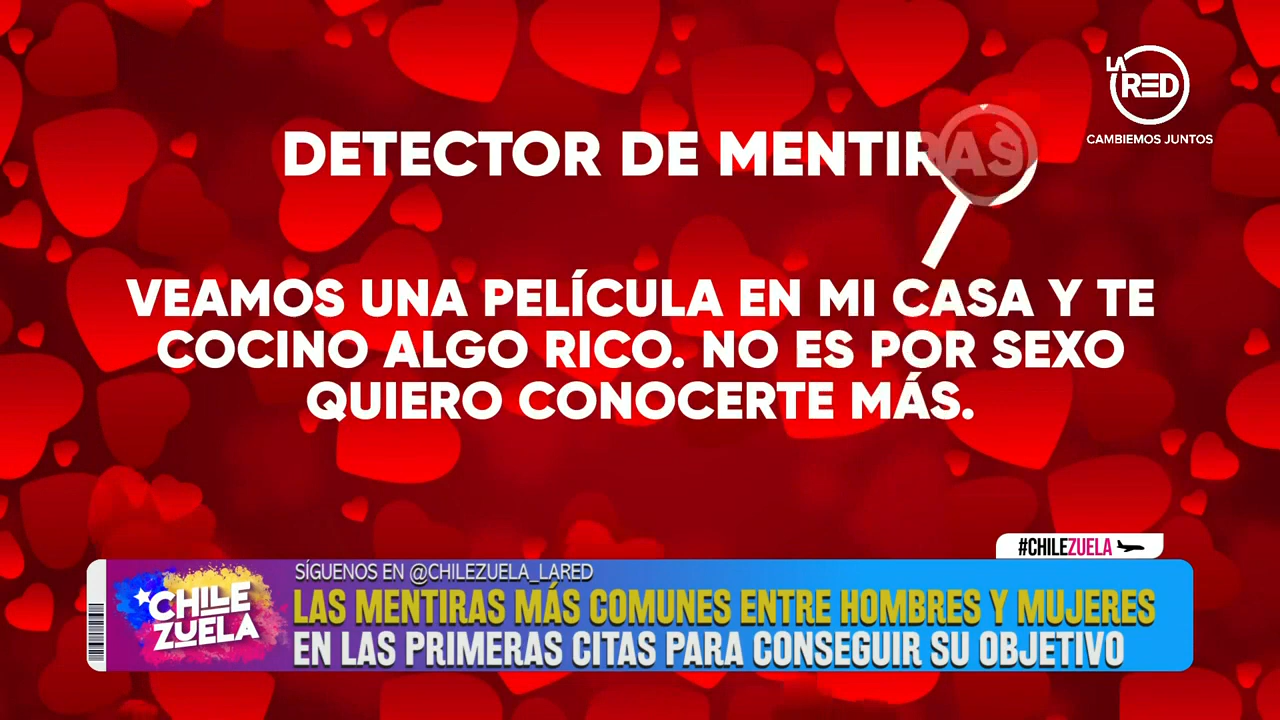 LA RED
CAMBIEMOS JUNTOS
DETECTOR DE MENTIRAS
VEAMOS UNA PELÍCULA EN MI CASA Y TE
COCINO ALGO RICO. NO ES POR SEXO
QUIERO CONOCERTE MÁS.
#CHILEZUELA
CHILE
ZUELA
SÍGUENOS EN @CHILEZUELA_LARED
LAS MENTIRAS MÁS COMUNES ENTRE HOMBRES Y MUJERES
EN LAS PRIMERAS CITAS PARA CONSEGUIR SU OBJETIVO